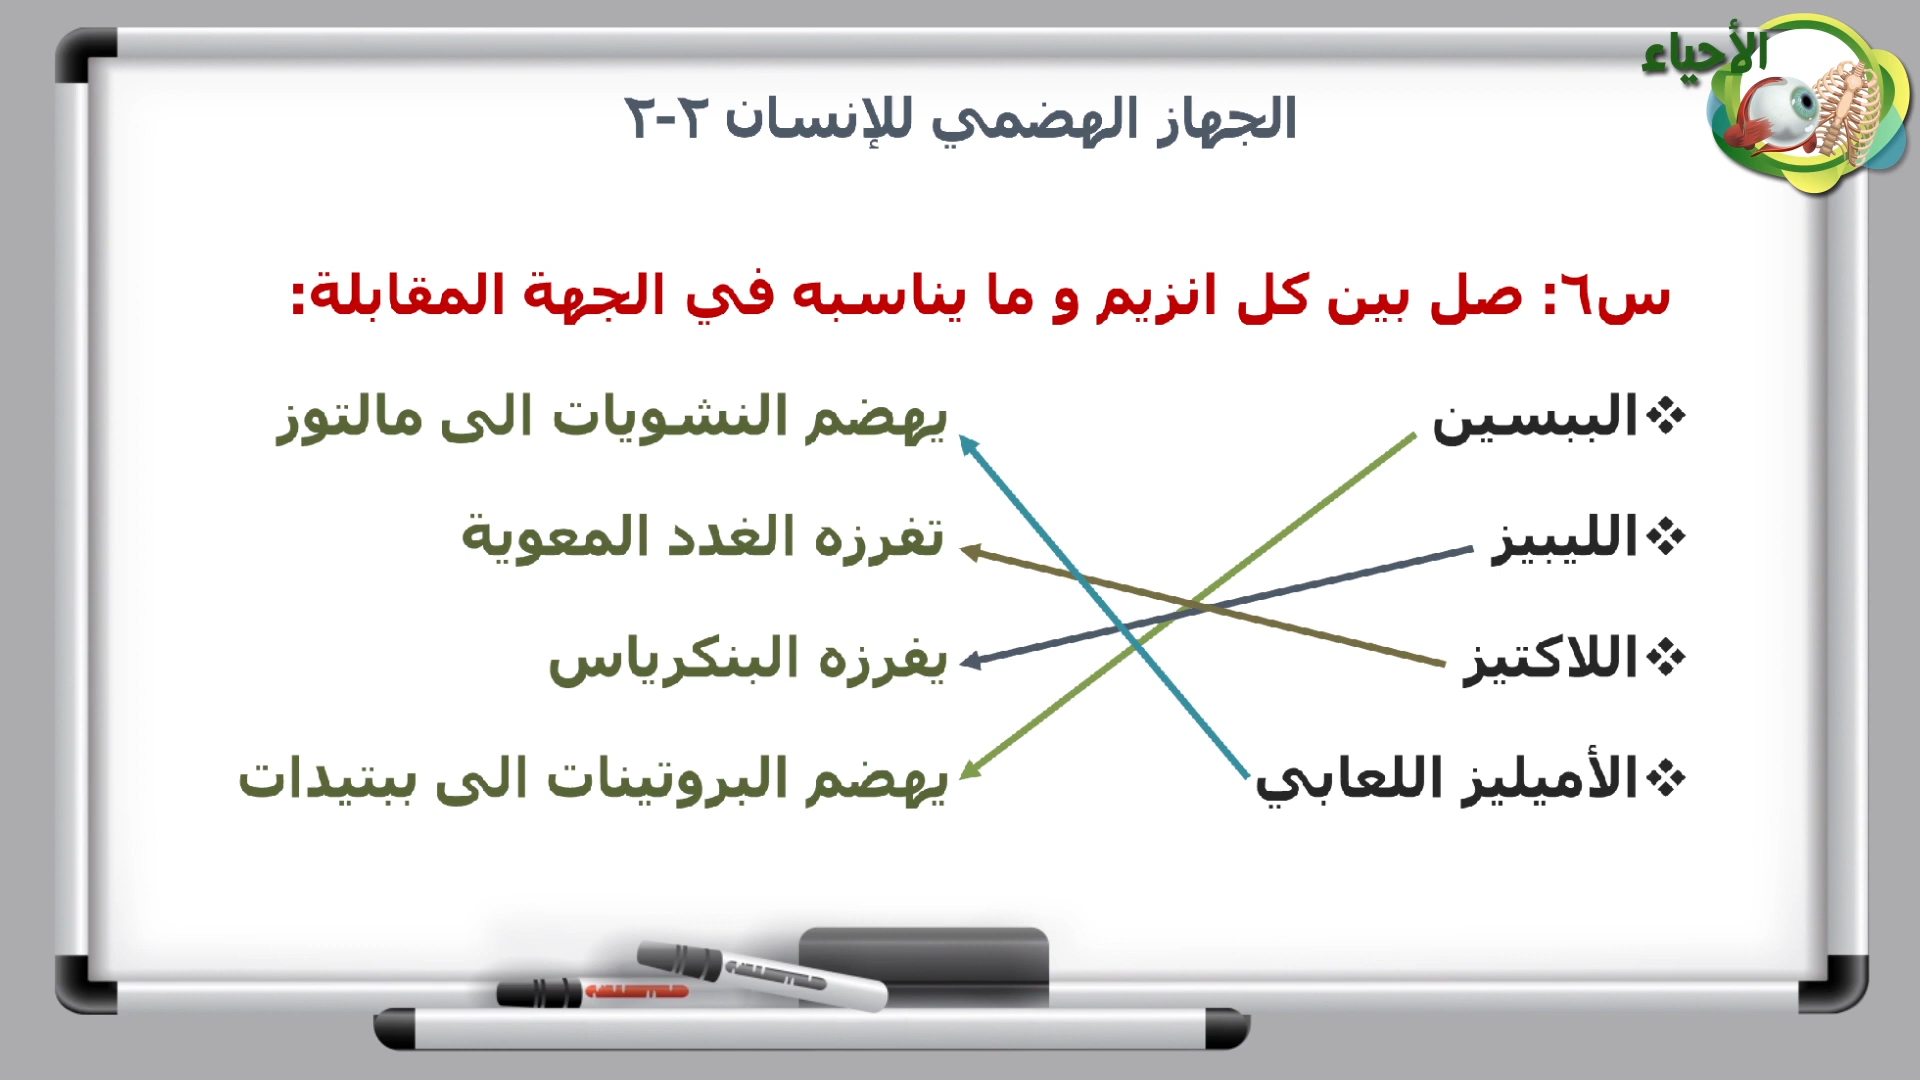 الأحياء
الجهاز الهضمي للإنسان ٢-٢
س٦: صل بين كل انزيم و ما يناسبه في الجهة المقابلة:
❖الببسين يهضم النشويات الى مالتوز
❖الليبيز تفرزه الغدد المعوية
❖اللاكتيز يفرزه البنكرياس
❖الأميليز اللعابي يهضم البروتينات الى ببتيدات